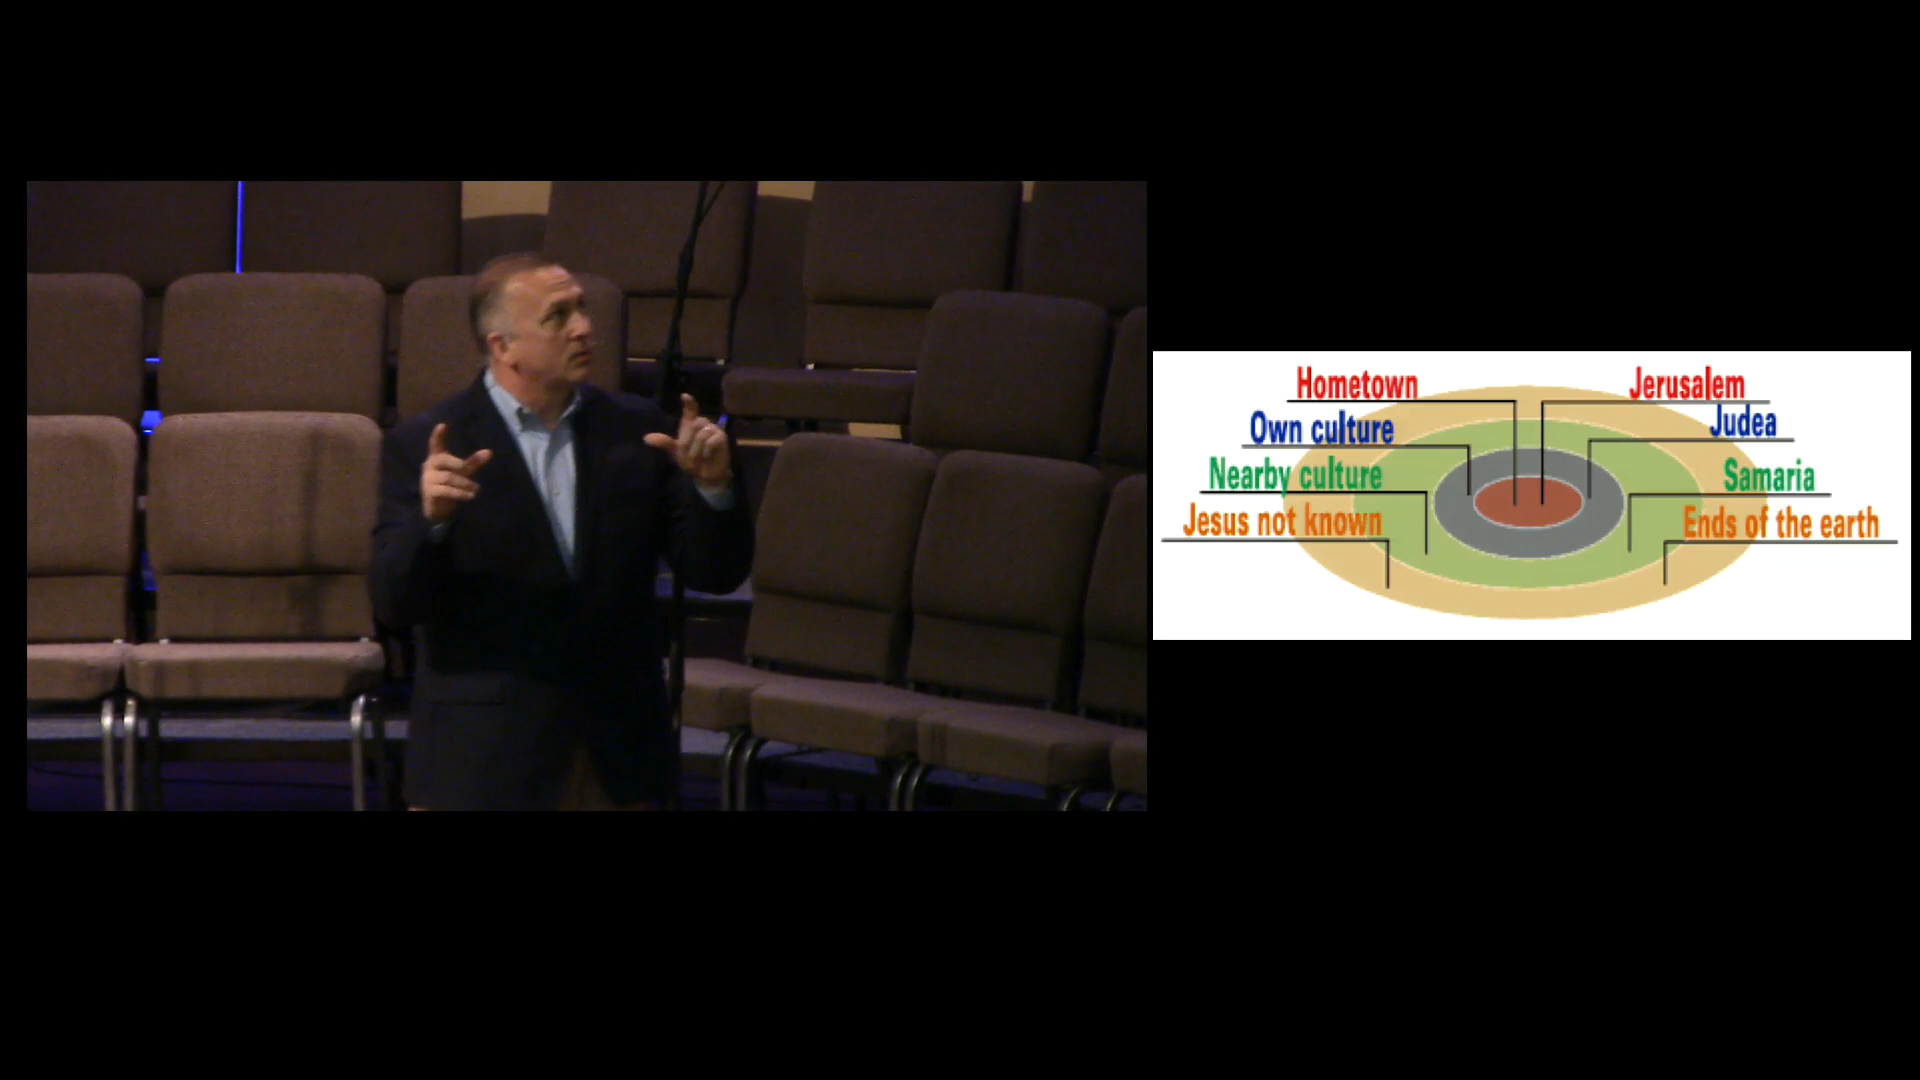 Hometown
Own culture
Nearby culture
Jesus not known
Jerusalem
Judea
Samaria
Ends of the earth